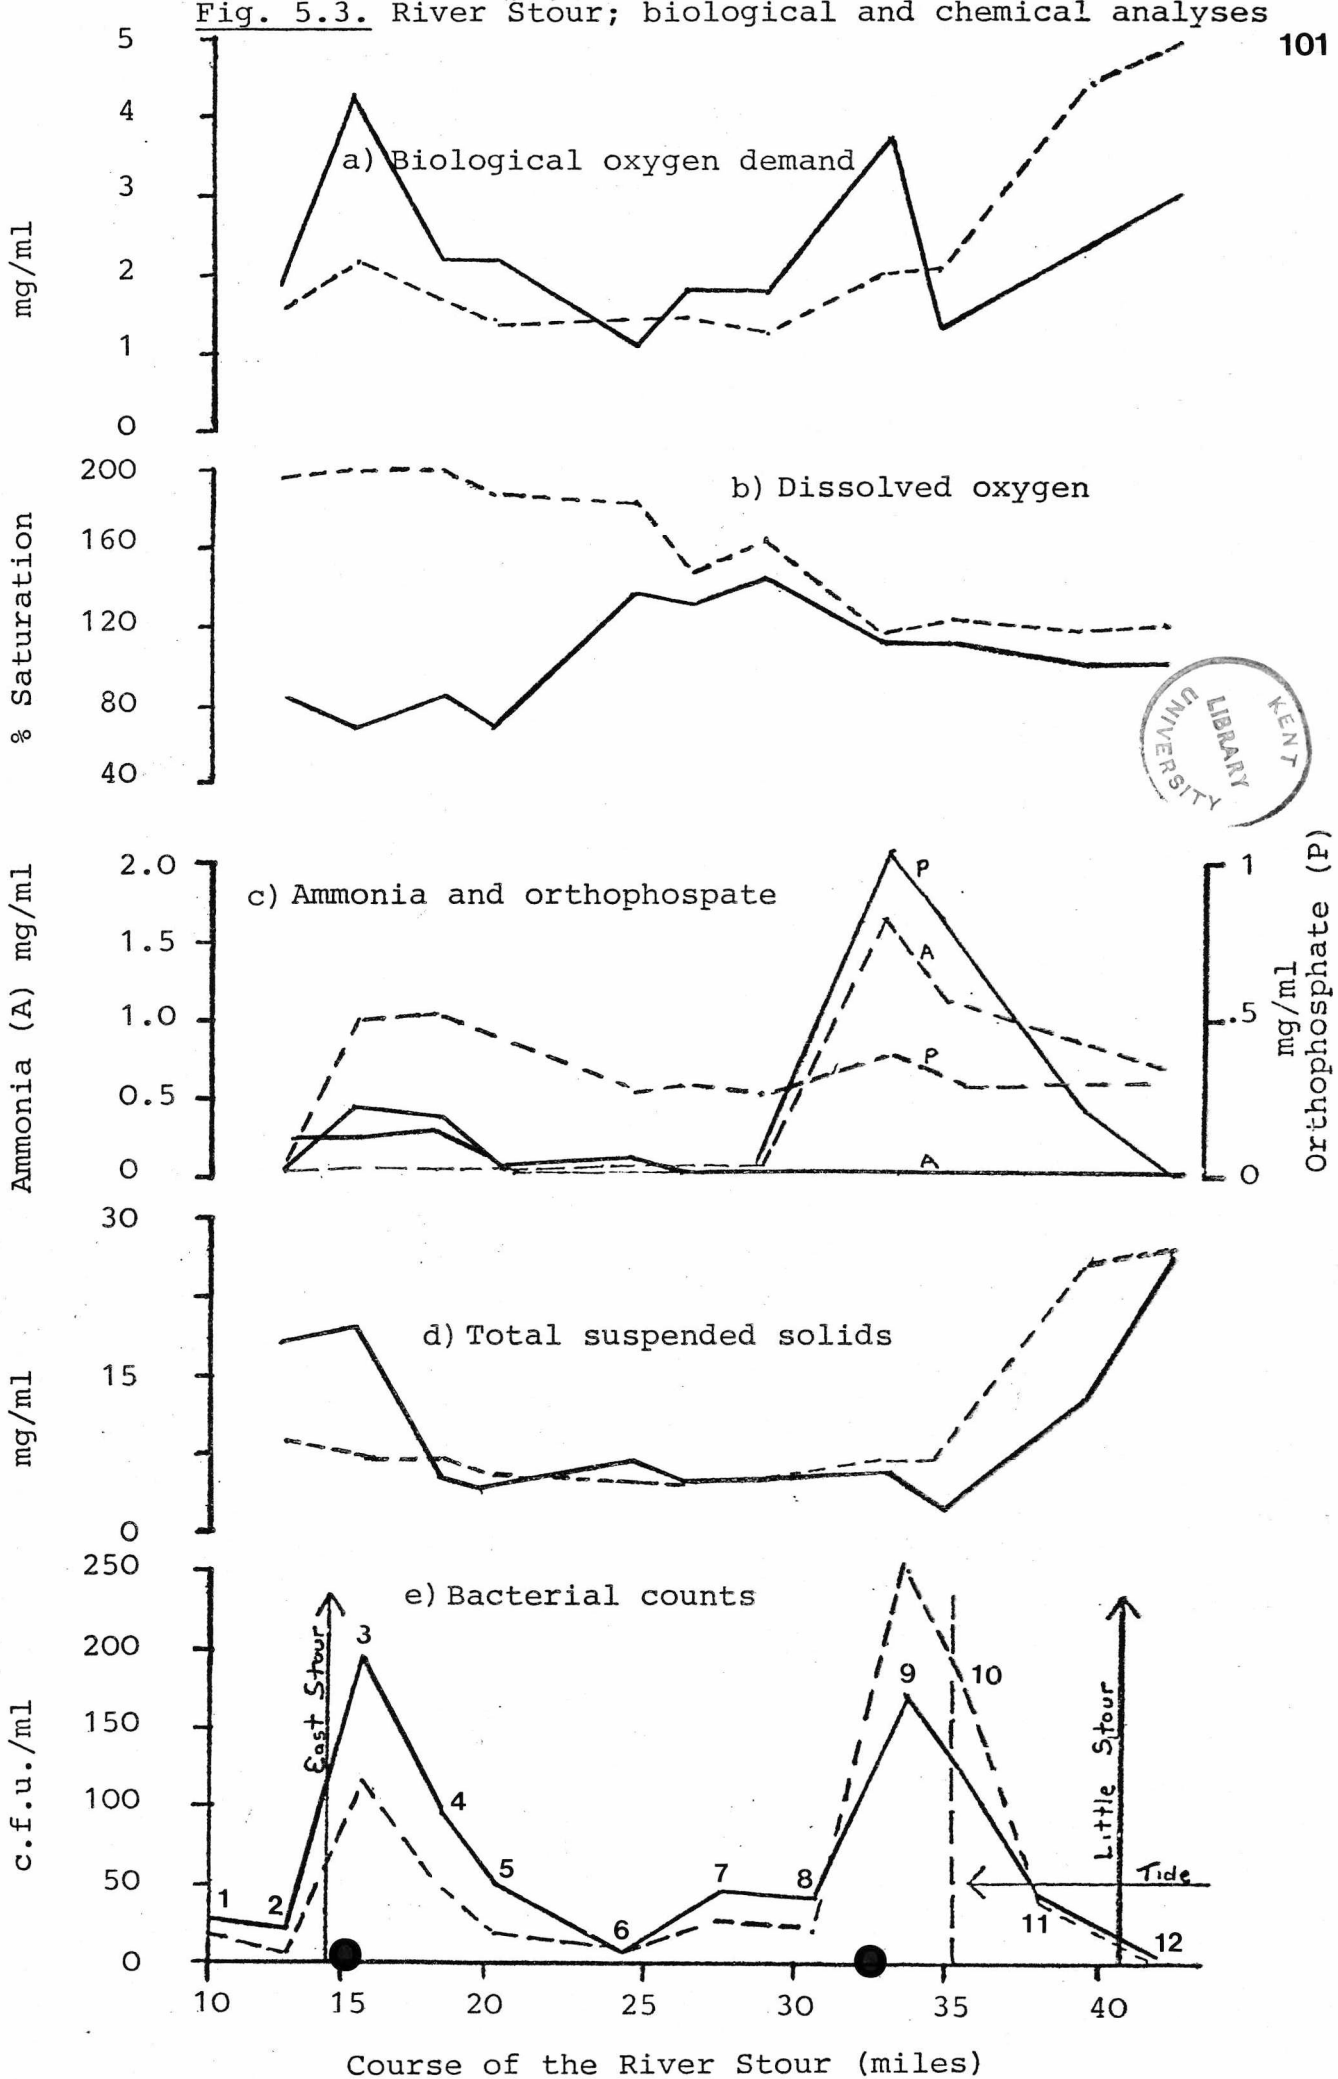 Fig. 5.3. River Stour; biological and chemical analyses
101
5
4
3
2
1
0
mg/ml
a) Biological oxygen demand
200
160
120
80
40
% Saturation
b) Dissolved oxygen
UNIVERSITY
LIBRARY
KENT
2.0
1.5
1.0
0.5
0
Ammonia (A) mg/ml
c) Ammonia and orthophospate
P
A
P
A
1
.5
0
mg/ml
Orthophosphate (P)
30
15
0
mg/ml
d) Total suspended solids
250
200
150
100
50
0
c.f.u./ml
e) Bacterial counts
East Stour
Little Stour
Tide
1
2
3
4
5
6
7
8
9
10
11
12
10 15 20 25 30 35 40
Course of the River Stour (miles)